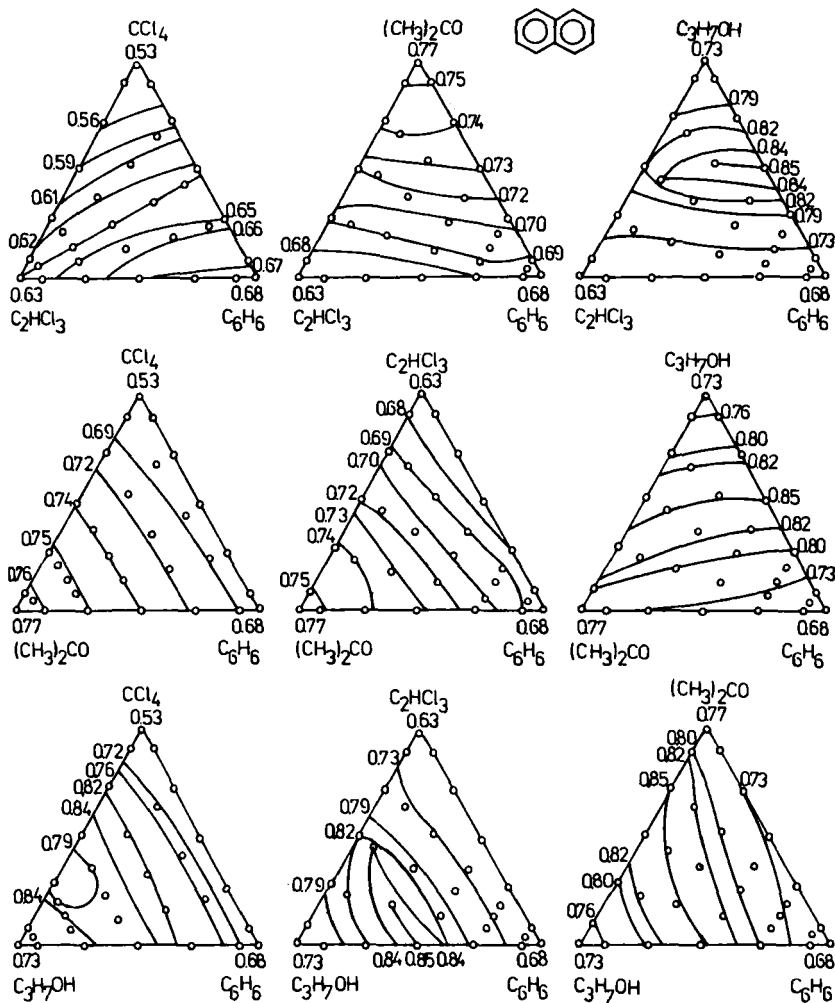 CCl4 (CH3)2CO C3H7OH
0.53 0.77 0.73
0.75
0.79
0.56 0.74 0.82
0.84
0.59 0.73 0.85
0.84
0.72 0.82
0.61 0.65 0.70 0.79
0.66
0.62 0.68 0.69 0.73
0.67
0.63 0.68 0.63 0.68 0.63 0.68
C2HCl3 C6H6 C2HCl3 C6H6 C2HCl3 C6H6
CCl4 C2HCl3 C3H7OH
0.53 0.63 0.73
0.68 0.76
0.69 0.69 0.80
0.72 0.70 0.82
0.74 0.72 0.85
0.73 0.82
0.75 0.74 0.80
0.76 0.75 0.73
0.77 0.68 0.77 0.68 0.77 0.68
(CH3)2CO C6H6 (CH3)2CO C6H6 (CH3)2CO C6H6
CCl4 C2HCl3 (CH3)2CO
0.53 0.63 0.77
0.72 0.73 0.80
0.76 0.82
0.82 0.85 0.73
0.84 0.79
0.79 0.82
0.82
0.84 0.79 0.80
0.76
0.73 0.68 0.73 0.84 0.85 0.84 0.68 0.73 0.68
C3H7OH C6H6 C3H7OH C6H6 C3H7OH C6H6